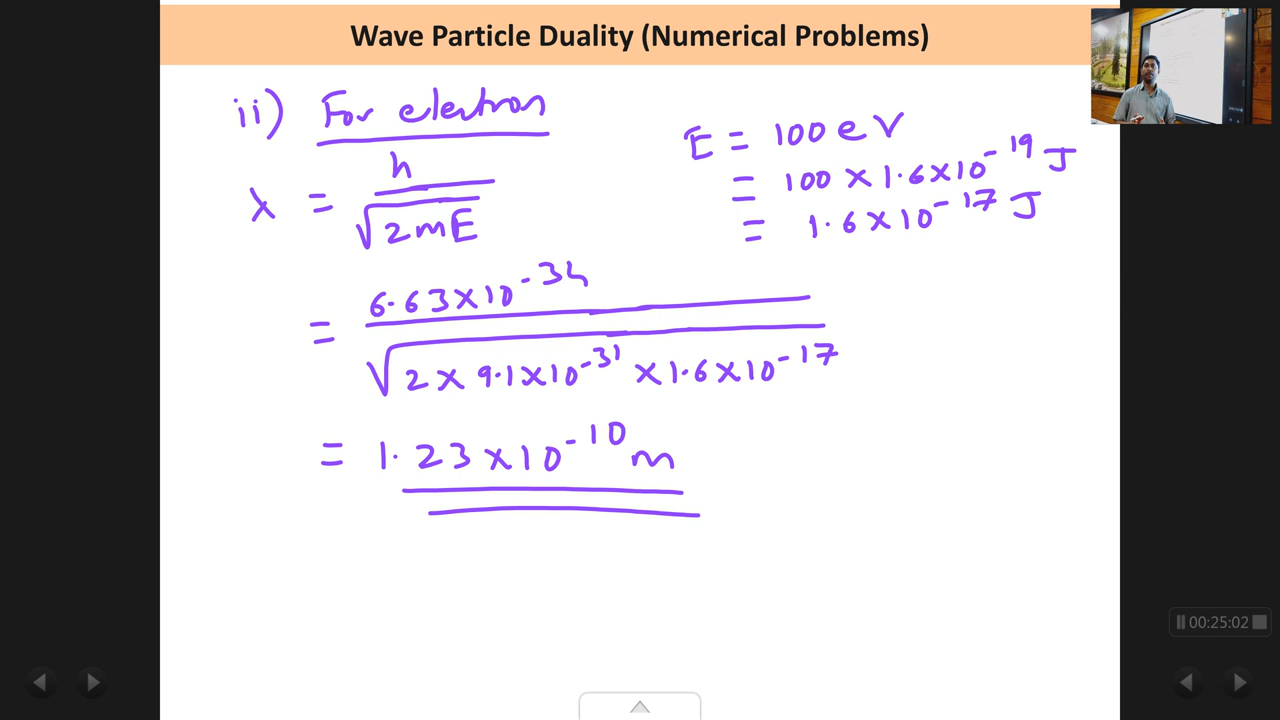 Wave Particle Duality (Numerical Problems)
ii) For electron
λ = h / √2mE
E = 100 eV
= 100 × 1.6×10⁻¹⁹ J
= 1.6×10⁻¹⁷ J
= 6.63×10⁻³⁴ / √2 × 9.1×10⁻³¹ × 1.6×10⁻¹⁷
= 1.23×10⁻¹⁰ m
00:25:02